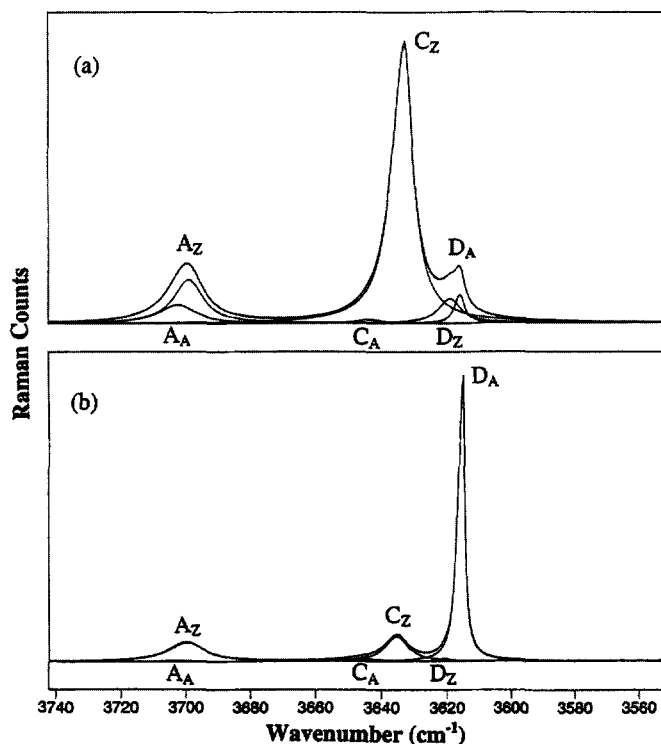 (a)
C_Z
A_Z
D_A
A_A
C_A
D_Z
Raman Counts
(b)
D_A
A_Z
C_Z
A_A
C_A
D_Z
3740 3720 3700 3680 3660 3640 3620 3600 3580 3560
Wavenumber (cm⁻¹)